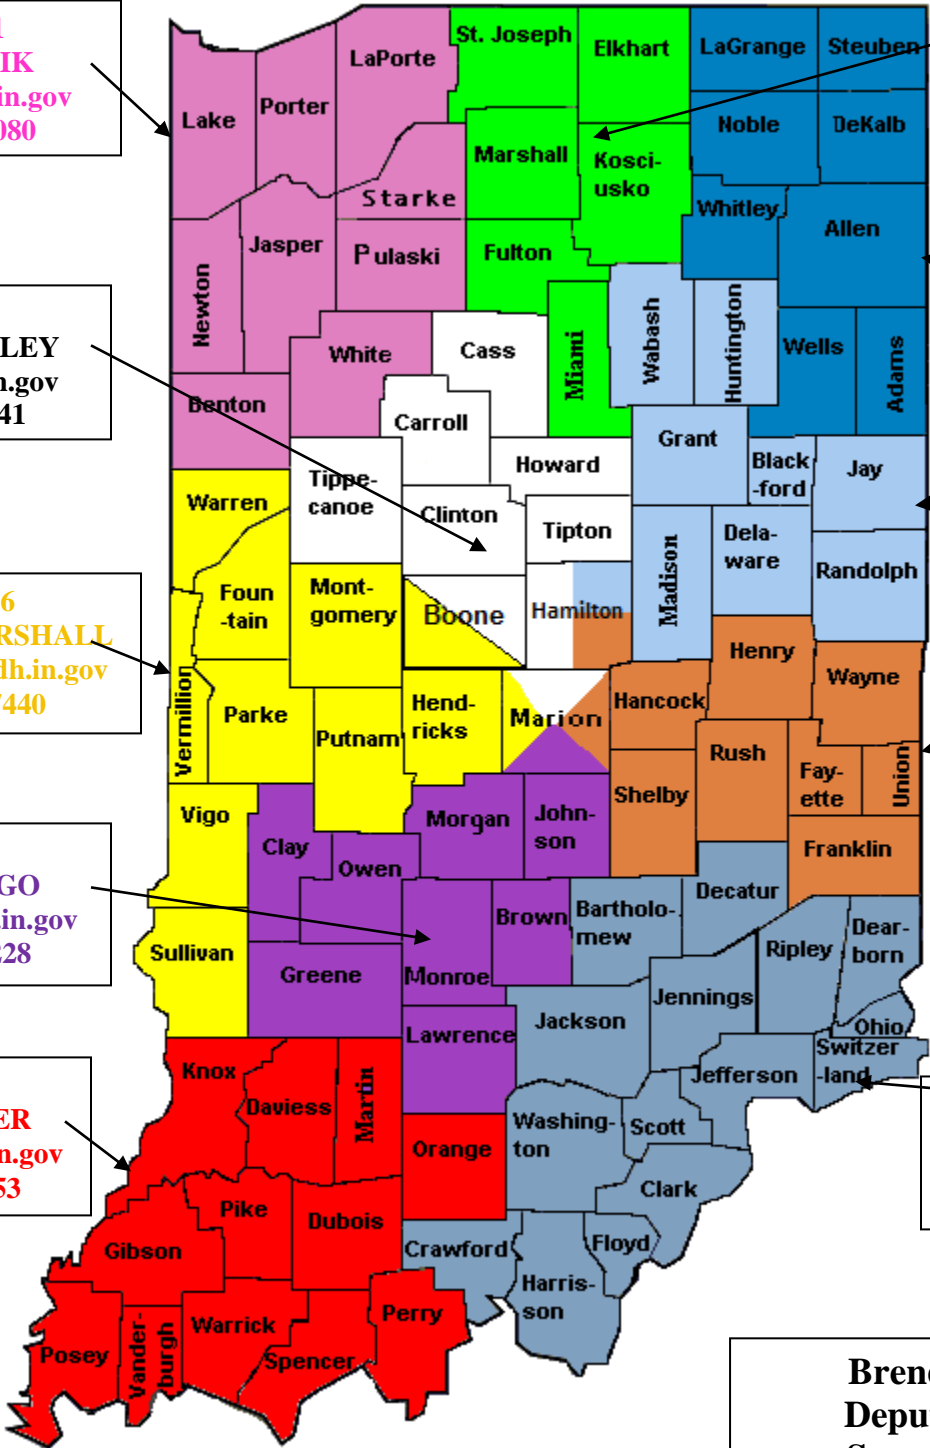 1
IK
in.gov
080
LEY
n.gov
41
6
RSHALL
dh.in.gov
7440
GO
.in.gov
228
ER
n.gov
53
St. Joseph
Elkhart
LaGrange
Steuben
LaPorte
Porter
Lake
Noble
DeKalb
Marshall
Kosci-
usko
Starke
Whitley
Allen
Jasper
Pulaski
Fulton
Newton
White
Cass
Miami
Wabash
Huntington
Wells
Adams
Benton
Carroll
Grant
Howard
Black
-ford
Jay
Warren
Tippe-
canoe
Clinton
Tipton
Madison
Dela-
ware
Randolph
Foun
-tain
Mont-
gomery
Boone
Hamilton
Henry
Wayne
Vermillion
Parke
Putnam
Hend-
ricks
Marion
Hancock
Rush
Fay-
ette
Union
Shelby
Vigo
Clay
Owen
Morgan
John-
son
Franklin
Decatur
Sullivan
Greene
Monroe
Brown
Bartholo-
mew
Ripley
Dear-
born
Jennings
Jackson
Lawrence
Ohio
Switzer
-land
Jefferson
Knox
Daviess
Martin
Orange
Washing-
ton
Scott
Clark
Pike
Dubois
Gibson
Crawford
Floyd
Harris-
son
Perry
Posey
Vander-
burgh
Warrick
Spencer
Bren
Depu